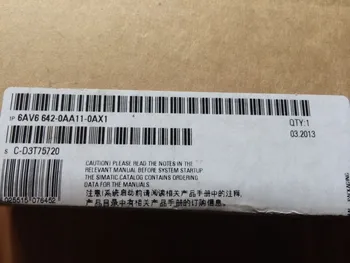 1P 6AV6 642-0AA11-0AX1
QTY:1
03.2013
S C-D3T75720
CAUTION! PLEASE READ THE NOTES IN THE
RELEVANT MANUAL BEFORE SYSTEM STARTUP.
THE SIMATIC CATALOG CONTAINS ORDERING
DATA FOR THE MANUALS.
注意!系统启动前请阅读相关产品手册中的注释.
产品目录中有相关产品手册的订购信息.
PACKAGING